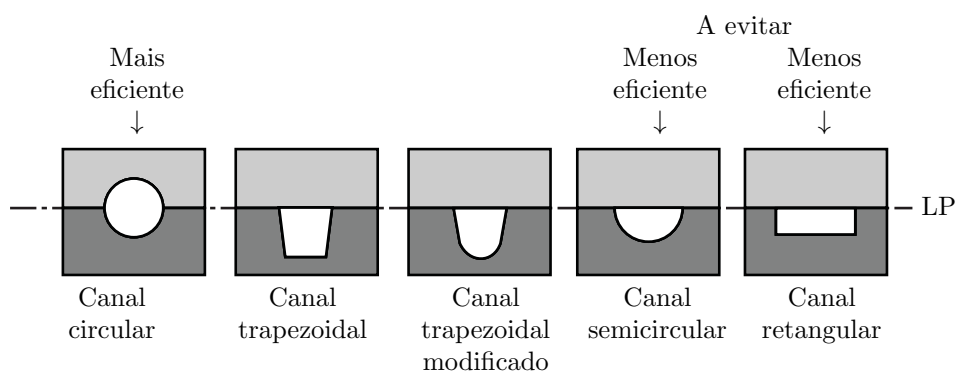 A evitar
Mais
eficiente
↓
Menos
eficiente
↓
Menos
eficiente
↓
LP
Canal
circular
Canal
trapezoidal
Canal
trapezoidal
modificado
Canal
semicircular
Canal
retangular